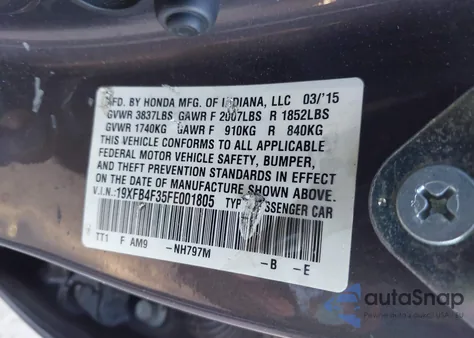 MFD. BY HONDA MFG. OF INDIANA, LLC 03/'15
GVWR 3837LBS GAWR F 2007LBS R 1852LBS
GVWR 1740KG GAWR F 910KG R 840KG
THIS VEHICLE CONFORMS TO ALL APPLICABLE
FEDERAL MOTOR VEHICLE SAFETY, BUMPER,
AND THEFT PREVENTION STANDARDS IN EFFECT
ON THE DATE OF MANUFACTURE SHOWN ABOVE.
V.I.N.: 19XFB4F35FE001805 PASSENGER CAR
TT1 F AM9 -NH797M -B -E
autoSnap